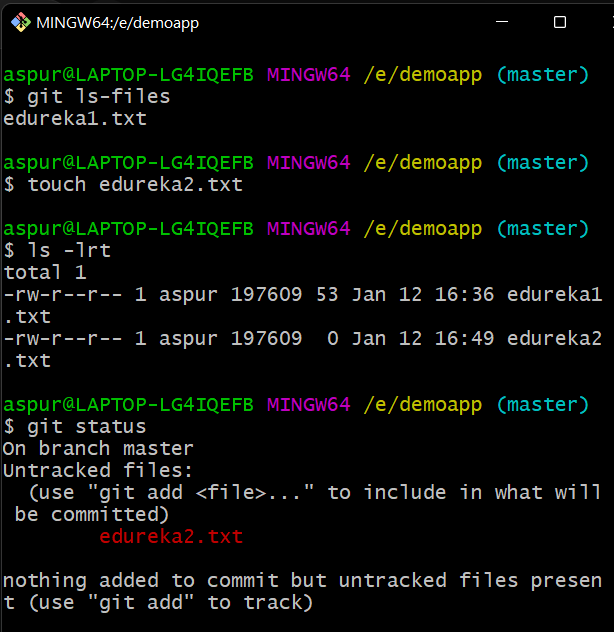 MINGW64:/e/demoapp
aspur@LAPTOP-LG4IQEFB MINGW64 /e/demoapp (master)
$ git ls-files
edureka1.txt
aspur@LAPTOP-LG4IQEFB MINGW64 /e/demoapp (master)
$ touch edureka2.txt
aspur@LAPTOP-LG4IQEFB MINGW64 /e/demoapp (master)
$ ls -lrt
total 1
-rw-r--r-- 1 aspur 197609 53 Jan 12 16:36 edureka1
.txt
-rw-r--r-- 1 aspur 197609  0 Jan 12 16:49 edureka2
.txt
aspur@LAPTOP-LG4IQEFB MINGW64 /e/demoapp (master)
$ git status
On branch master
Untracked files:
  (use "git add <file>..." to include in what will
 be committed)
        edureka2.txt
nothing added to commit but untracked files presen
t (use "git add" to track)